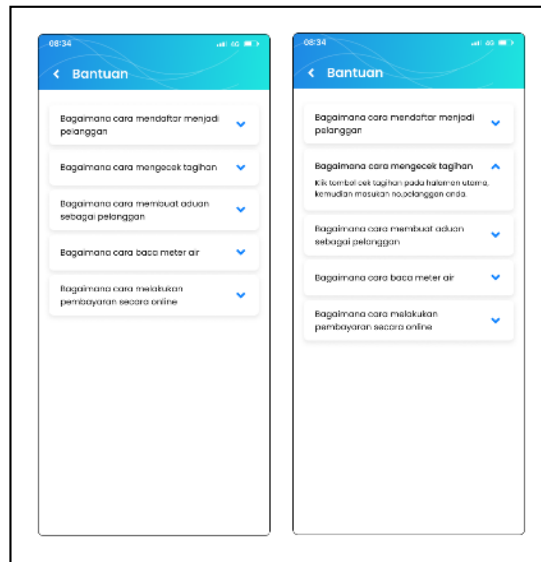 08:34
4G
Bantuan
Bagaimana cara mendaftar menjadi
pelanggan
Bagaimana cara mengecek tagihan
Bagaimana cara membuat aduan
sebagai pelanggan
Bagaimana cara baca meter air
Bagaimana cara melakukan
pembayaran secara online
08:34
4G
Bantuan
Bagaimana cara mendaftar menjadi
pelanggan
Bagaimana cara mengecek tagihan
Klik tombol cek tagihan pada halaman utama,
kemudian masukan no.pelanggan anda.
Bagaimana cara membuat aduan
sebagai pelanggan
Bagaimana cara baca meter air
Bagaimana cara melakukan
pembayaran secara online